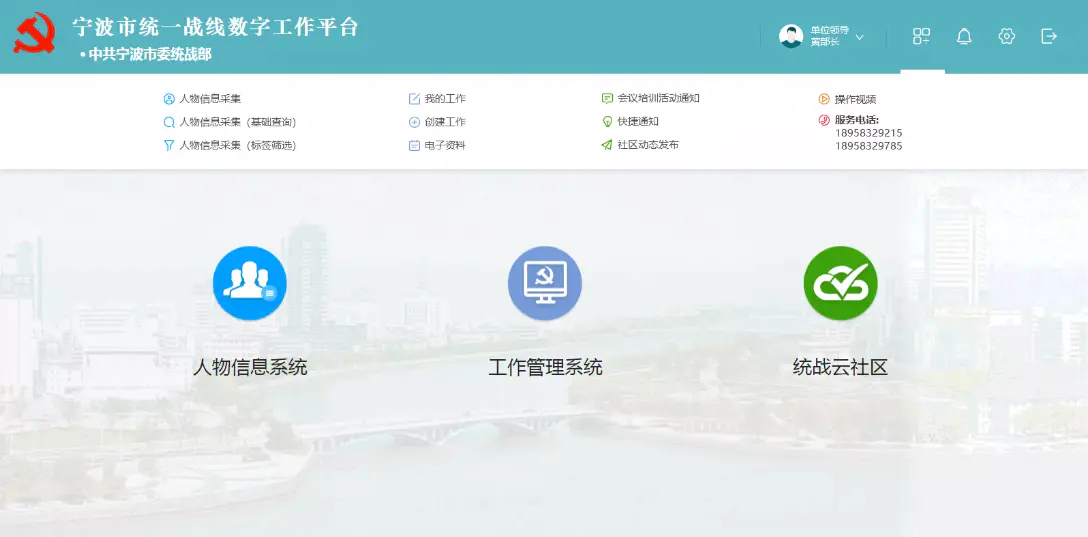 宁波市统一战线数字工作平台
•中共宁波市委统战部
单位领导
黄部长
人物信息采集
人物信息采集（基础查询）
人物信息采集（标签筛选）
我的工作
创建工作
电子资料
会议培训活动通知
快捷通知
社区动态发布
操作视频
服务电话:
18958329215
18958329785
人物信息系统
工作管理系统
统战云社区